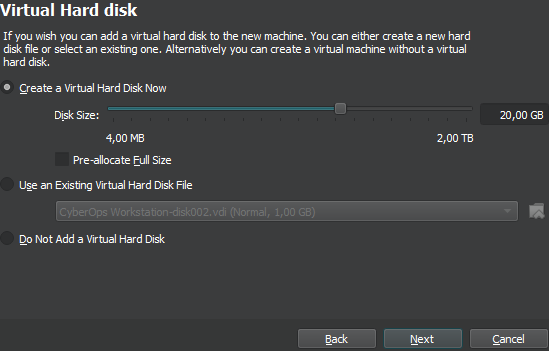 Virtual Hard disk
If you wish you can add a virtual hard disk to the new machine. You can either create a new hard
disk file or select an existing one. Alternatively you can create a virtual machine without a virtual
hard disk.
Create a Virtual Hard Disk Now
Disk Size:
20,00 GB
4,00 MB
2,00 TB
Pre-allocate Full Size
Use an Existing Virtual Hard Disk File
CyberOps Workstation-disk002.vdi (Normal, 1,00 GB)
Do Not Add a Virtual Hard Disk
Back
Next
Cancel